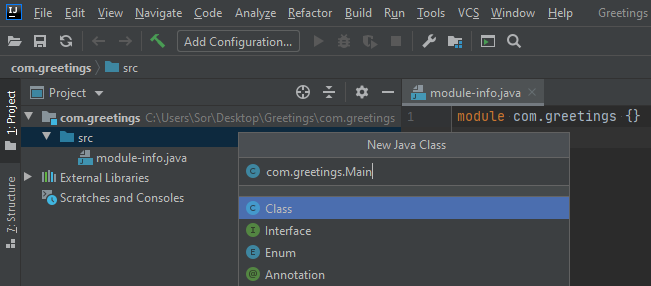 IJ File Edit View Navigate Code Analyze Refactor Build Run Tools VCS Window Help Greetings
Add Configuration...
com.greetings src
Project module-info.java
1: Project
com.greetings C:\Users\Sor\Desktop\Greetings\com.greetings
1 module com.greetings {}
src
module-info.java
External Libraries
Scratches and Consoles
Z: Structure
New Java Class
C com.greetings.Main
C Class
I Interface
E Enum
@ Annotation